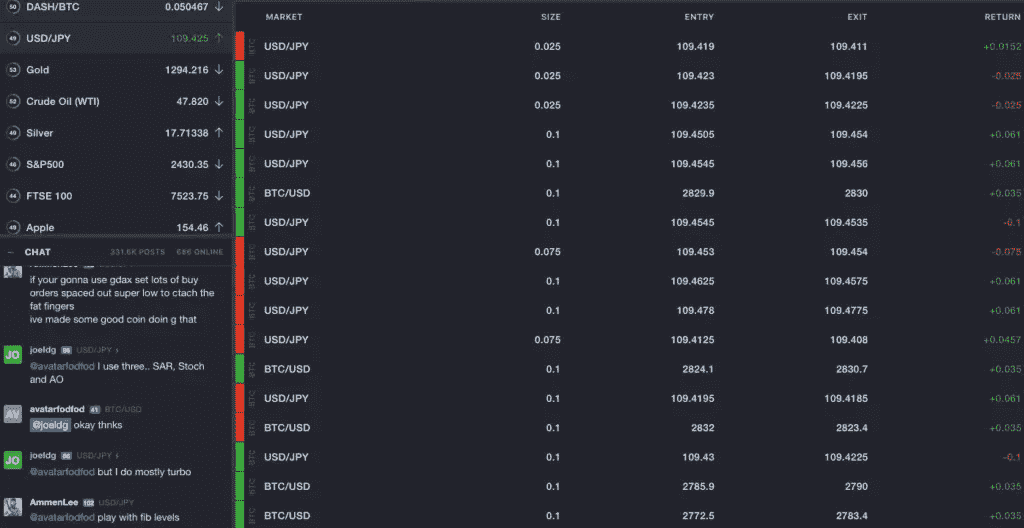 50 DASH/BTC 0.050467 ↓
49 USD/JPY 109.425 ↑
53 Gold 1294.216 ↓
52 Crude Oil (WTI) 47.820 ↓
49 Silver 17.71338 ↑
46 S&P500 2430.35 ↓
44 FTSE 100 7523.75 ↓
49 Apple 154.46 ↑
– CHAT 331.6K POSTS 686 ONLINE
AmmenLee
if your gonna use gdax set lots of buy
orders spaced out super low to ctach the
fat fingers
ive made some good coin doin g that
JO joeldg 86 USD/JPY
@avatarfodfod I use three.. SAR, Stoch
and AO
AV avatarfodfod 41 BTC/USD
@joeldg okay thnks
JO joeldg 86 USD/JPY
@avatarfodfod but I do mostly turbo
AmmenLee 102 USD/JPY
@avatarfodfod play with fib levels
MARKET SIZE ENTRY EXIT RETURN
BTC USD/JPY 0.025 109.419 109.411 +0.0152
BTC USD/JPY 0.025 109.423 109.4195 -0.025
BTC USD/JPY 0.025 109.4235 109.4225 -0.025
BTC USD/JPY 0.1 109.4505 109.454 +0.061
BTC USD/JPY 0.1 109.4545 109.456 +0.061
BTC BTC/USD 0.1 2829.9 2830 +0.035
BTC USD/JPY 0.1 109.4545 109.4535 -0.1
BTC USD/JPY 0.075 109.453 109.454 -0.075
BTC USD/JPY 0.1 109.4625 109.4575 +0.061
BTC USD/JPY 0.1 109.478 109.4775 +0.061
BTC USD/JPY 0.075 109.4125 109.408 +0.0457
BTC BTC/USD 0.1 2824.1 2830.7 +0.035
BTC USD/JPY 0.1 109.4195 109.4185 +0.061
BTC BTC/USD 0.1 2832 2823.4 +0.035
BTC USD/JPY 0.1 109.43 109.4225 -0.1
BTC BTC/USD 0.1 2785.9 2790 +0.035
BTC BTC/USD 0.1 2772.5 2783.4 +0.035